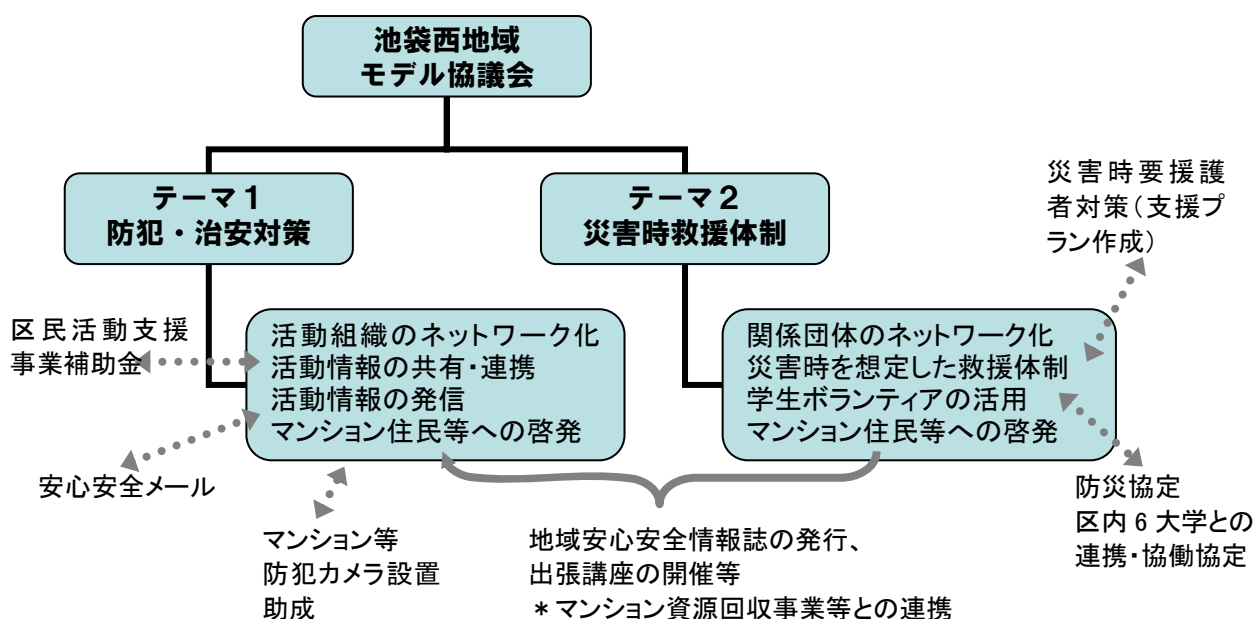 池袋西地域
モデル協議会
テーマ1
防犯・治安対策
テーマ2
災害時救援体制
災害時要援護
者対策(支援プ
ラン作成)
区民活動支援
事業補助金
活動組織のネットワーク化
活動情報の共有・連携
活動情報の発信
マンション住民等への啓発
関係団体のネットワーク化
災害時を想定した救援体制
学生ボランティアの活用
マンション住民等への啓発
安心安全メール
マンション等
防犯カメラ設置
助成
地域安心安全情報誌の発行、
出張講座の開催等
*マンション資源回収事業等との連携
防災協定
区内6大学との
連携・協働協定